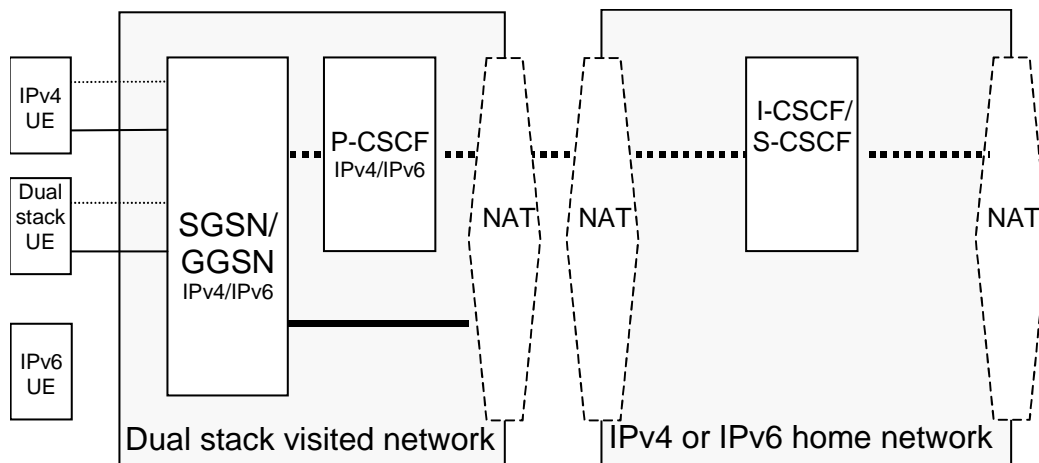 IPv4
UE
Dual
stack
UE
IPv6
UE
SGSN/
GGSN
IPv4/IPv6
P-CSCF
IPv4/IPv6
NAT
NAT
I-CSCF/
S-CSCF
NAT
Dual stack visited network
IPv4 or IPv6 home network